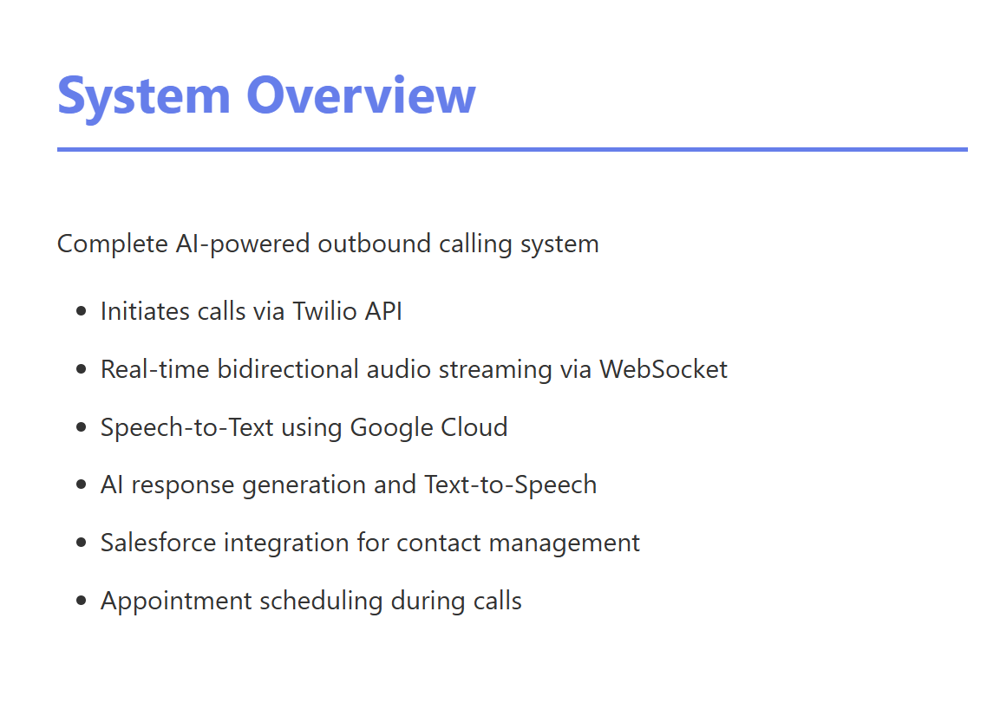 System Overview
Complete AI-powered outbound calling system
Initiates calls via Twilio API
Real-time bidirectional audio streaming via WebSocket
Speech-to-Text using Google Cloud
AI response generation and Text-to-Speech
Salesforce integration for contact management
Appointment scheduling during calls